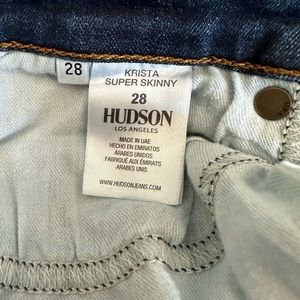 28
KRISTA
SUPER SKINNY
28
HUDSON
LOS ANGELES
MADE IN UAE
HECHO EN EMIRATOS
ARABES UNIDOS
FABRIQUÉ AUX ÉMIRATS
ARABES UNIS
WWW.HUDSONJEANS.COM